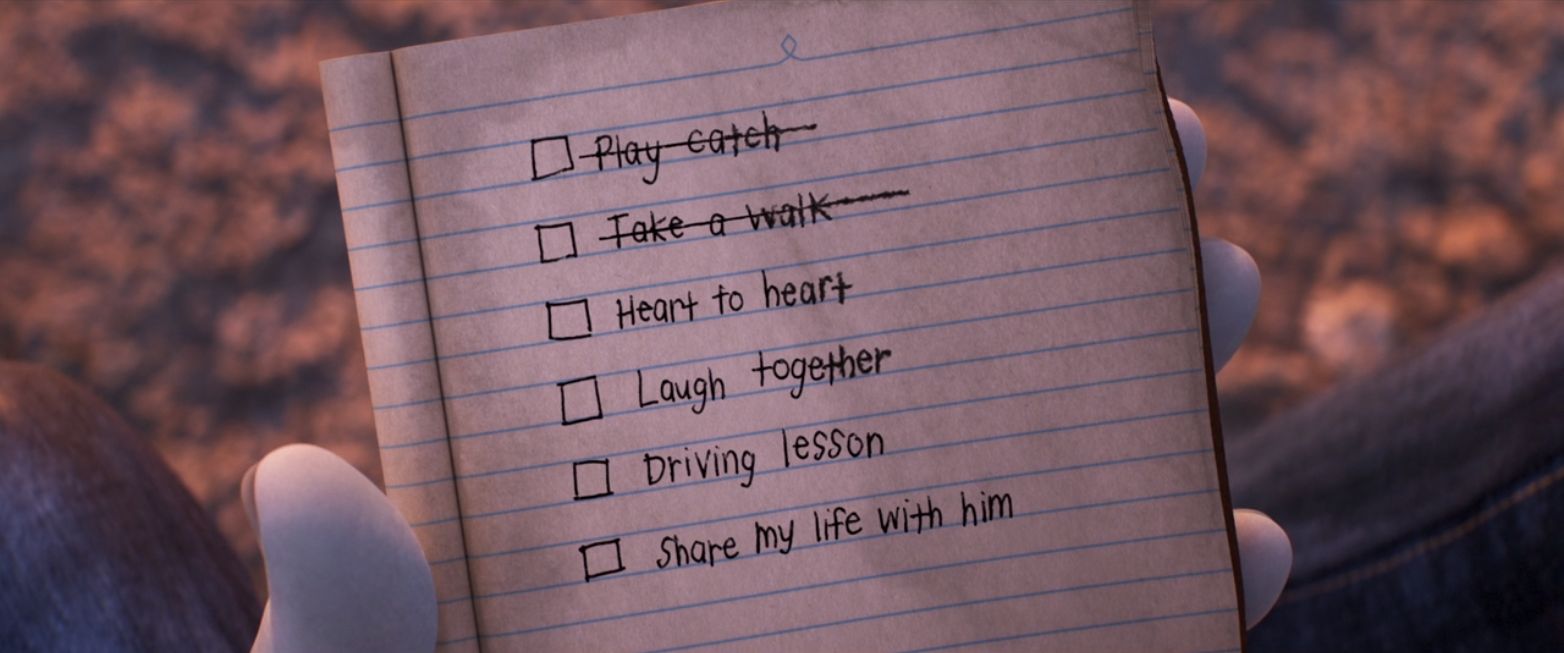 Play catch
Take a walk
Heart to heart
Laugh together
Driving lesson
Share my life with him